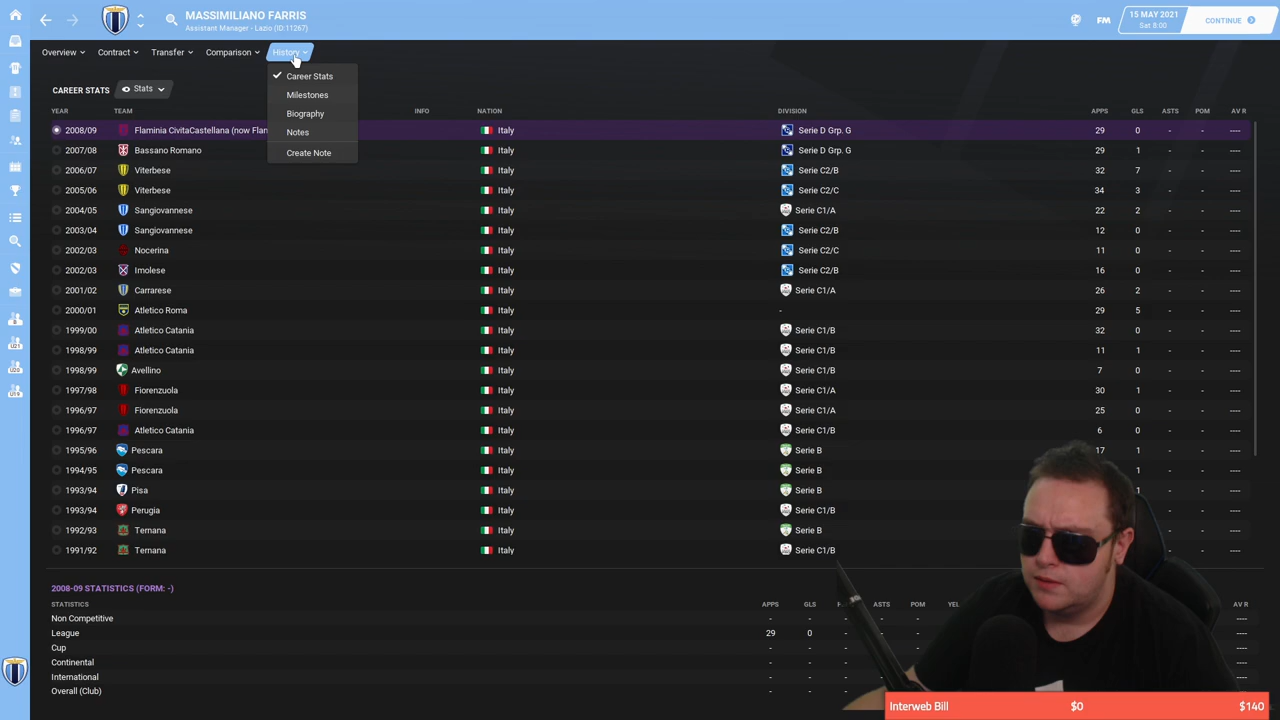 MASSIMILIANO FARRIS
Assistant Manager - Lazio (ID:11267)
FM
15 MAY 2021
Sat 8:00
CONTINUE
Overview
Contract
Transfer
Comparison
History
Career Stats
Milestones
Biography
Notes
Create Note
CAREER STATS
Stats
YEAR TEAM INFO NATION DIVISION APPS GLS ASTS POM AV R
2008/09 Flaminia CivitaCastellana (now Flan Italy Serie D Grp. G 29 0 - - ----
2007/08 Bassano Romano Italy Serie D Grp. G 29 1 - - ----
2006/07 Viterbese Italy Serie C2/B 32 7 - - ----
2005/06 Viterbese Italy Serie C2/C 34 3 - - ----
2004/05 Sangiovannese Italy Serie C1/A 22 2 - - ----
2003/04 Sangiovannese Italy Serie C2/B 12 0 - - ----
2002/03 Nocerina Italy Serie C2/C 11 0 - - ----
2002/03 Imolese Italy Serie C2/B 16 0 - - ----
2001/02 Carrarese Italy Serie C1/A 26 2 - - ----
2000/01 Atletico Roma Italy - 29 5 - - ----
1999/00 Atletico Catania Italy Serie C1/B 32 0 - - ----
1998/99 Atletico Catania Italy Serie C1/B 11 1 - - ----
1998/99 Avellino Italy Serie C1/B 7 0 - - ----
1997/98 Fiorenzuola Italy Serie C1/A 30 1 - - ----
1996/97 Fiorenzuola Italy Serie C1/A 25 0 - - ----
1996/97 Atletico Catania Italy Serie C1/B 6 0 - - ----
1995/96 Pescara Italy Serie B 17 1 - - ----
1994/95 Pescara Italy Serie B 1 - - ----
1993/94 Pisa Italy Serie B 1 - - ----
1993/94 Perugia Italy Serie C1/B - - ----
1992/93 Ternana Italy Serie B - - ----
1991/92 Ternana Italy Serie C1/B - - ----
2008-09 STATISTICS (FORM: -)
STATISTICS APPS GLS ASTS POM YEL AV R
Non Competitive - - - - - ----
League 29 0 - - - ----
Cup - - - - - ----
Continental - - - - - ----
International - - - - ----
Overall (Club) - - - - ----
U21
U20
U19
Interweb Bill $0 $140